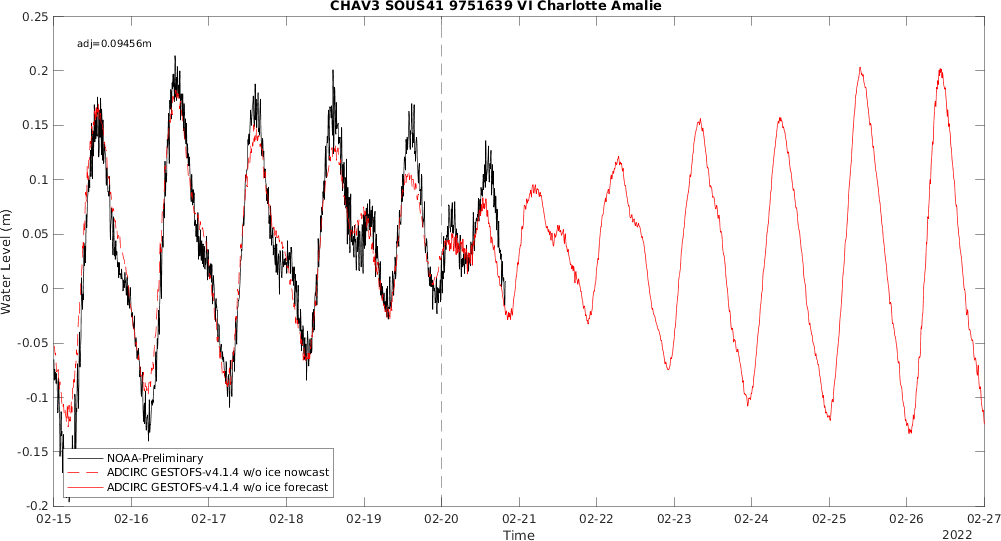 CHAV3 SOUS41 9751639 VI Charlotte Amalie
adj=0.09456m
0.25
0.2
0.15
0.1
0.05
0
-0.05
-0.1
-0.15
-0.2
Water Level (m)
NOAA-Preliminary
ADCIRC GESTOFS-v4.1.4 w/o ice nowcast
ADCIRC GESTOFS-v4.1.4 w/o ice forecast
02-15 02-16 02-17 02-18 02-19 02-20 02-21 02-22 02-23 02-24 02-25 02-26 02-27
Time
2022